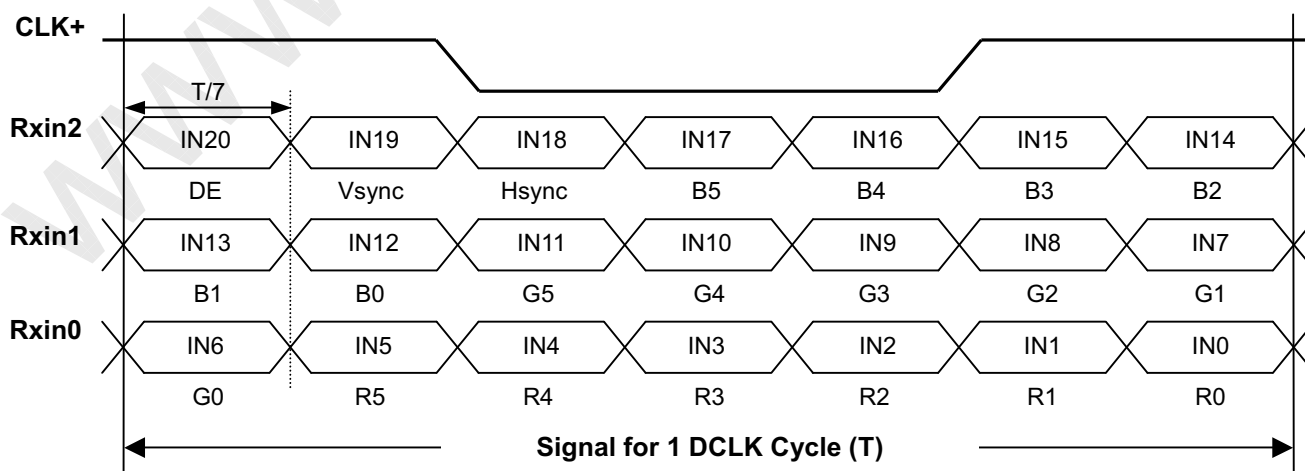 CLK+
T/7
Rxin2 IN20 IN19 IN18 IN17 IN16 IN15 IN14
DE Vsync Hsync B5 B4 B3 B2
Rxin1 IN13 IN12 IN11 IN10 IN9 IN8 IN7
B1 B0 G5 G4 G3 G2 G1
Rxin0 IN6 IN5 IN4 IN3 IN2 IN1 IN0
G0 R5 R4 R3 R2 R1 R0
Signal for 1 DCLK Cycle (T)